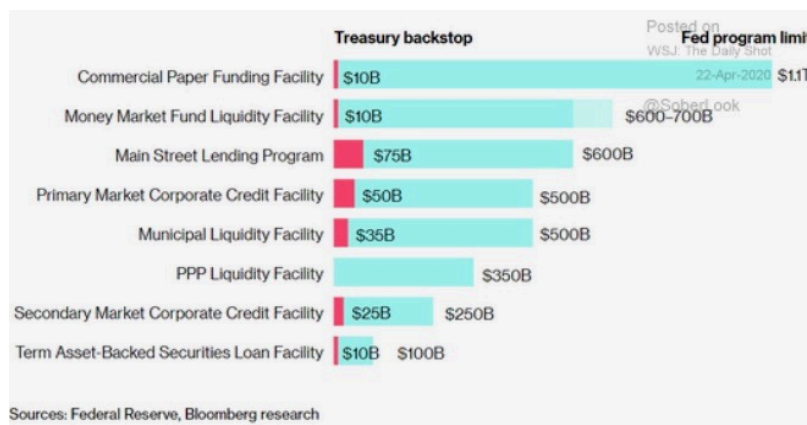 Posted on
Treasury backstop Fed program limit
WSJ: The Daily Shot
22-Apr-2020
Commercial Paper Funding Facility $10B $1.1T
@SoberLook
Money Market Fund Liquidity Facility $10B $600–700B
Main Street Lending Program $75B $600B
Primary Market Corporate Credit Facility $50B $500B
Municipal Liquidity Facility $35B $500B
PPP Liquidity Facility $350B
Secondary Market Corporate Credit Facility $25B $250B
Term Asset-Backed Securities Loan Facility $10B $100B
Sources: Federal Reserve, Bloomberg research